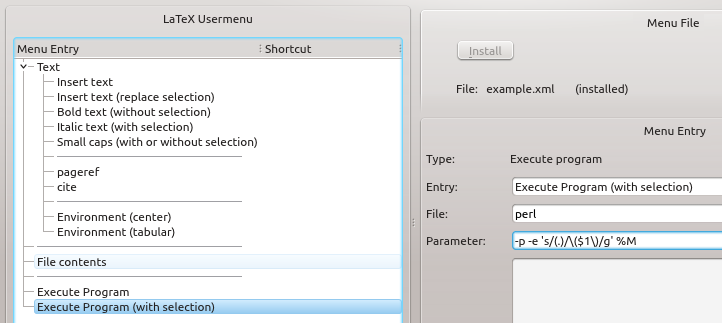 LaTeX Usermenu
Menu Entry Shortcut
Text
Insert text
Insert text (replace selection)
Bold text (without selection)
Italic text (with selection)
Small caps (with or without selection)
pageref
cite
Environment (center)
Environment (tabular)
File contents
Execute Program
Execute Program (with selection)
Menu File
Install
File: example.xml (installed)
Menu Entry
Type: Execute program
Entry: Execute Program (with selection)
File: perl
Parameter: -p -e 's/(.)/\($1\)/g' %M